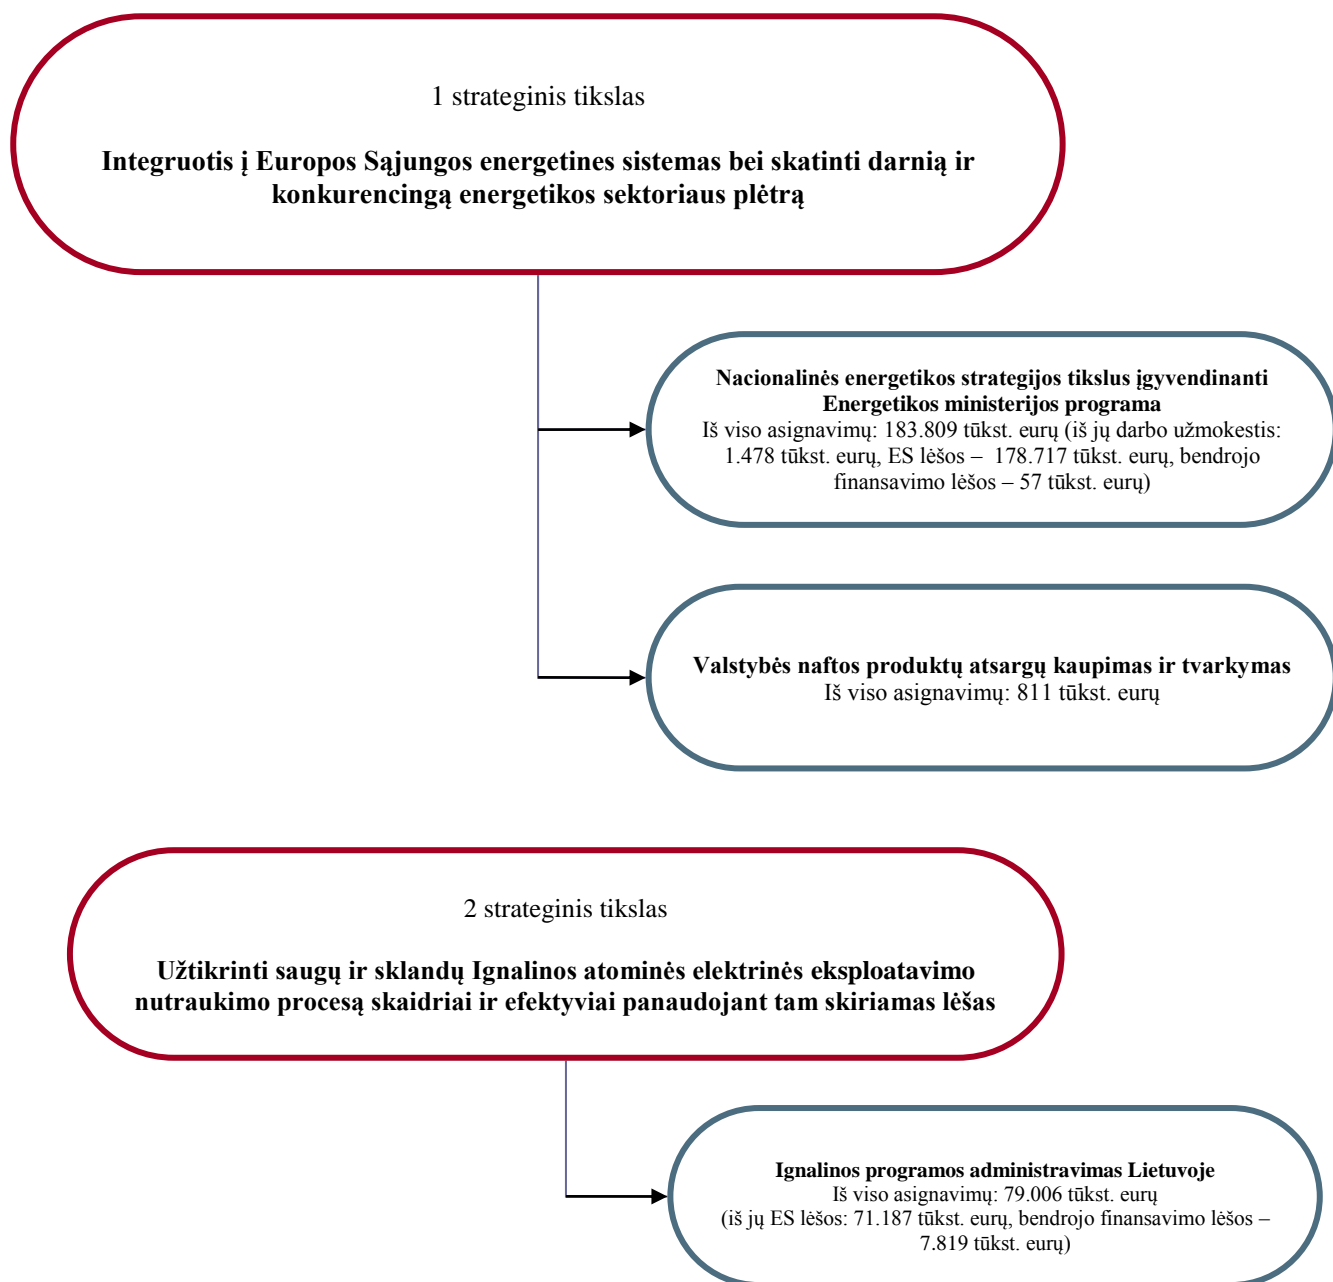 1 strateginis tikslas
Integruotis į Europos Sąjungos energetines sistemas bei skatinti darnią ir
konkurencingą energetikos sektoriaus plėtrą
Nacionalinės energetikos strategijos tikslus įgyvendinanti
Energetikos ministerijos programa
Iš viso asignavimų: 183.809 tūkst. eurų (iš jų darbo užmokestis:
1.478 tūkst. eurų, ES lėšos – 178.717 tūkst. eurų, bendrojo
finansavimo lėšos – 57 tūkst. eurų)
Valstybės naftos produktų atsargų kaupimas ir tvarkymas
Iš viso asignavimų: 811 tūkst. eurų
2 strateginis tikslas
Užtikrinti saugų ir sklandų Ignalinos atominės elektrinės eksploatavimo
nutraukimo procesą skaidriai ir efektyviai panaudojant tam skiriamas lėšas
Ignalinos programos administravimas Lietuvoje
Iš viso asignavimų: 79.006 tūkst. eurų
(iš jų ES lėšos: 71.187 tūkst. eurų, bendrojo finansavimo lėšos –
7.819 tūkst. eurų)